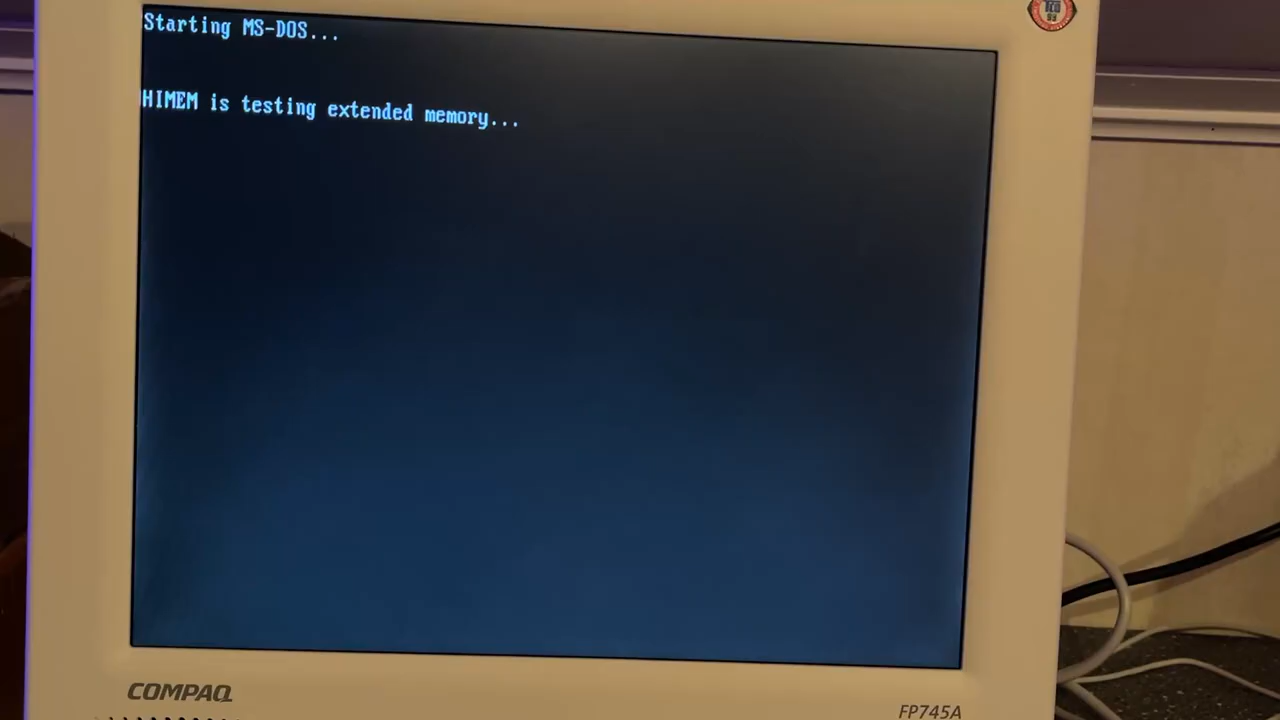 Starting MS-DOS...
HIMEM is testing extended memory...
COMPAQ
FP745A